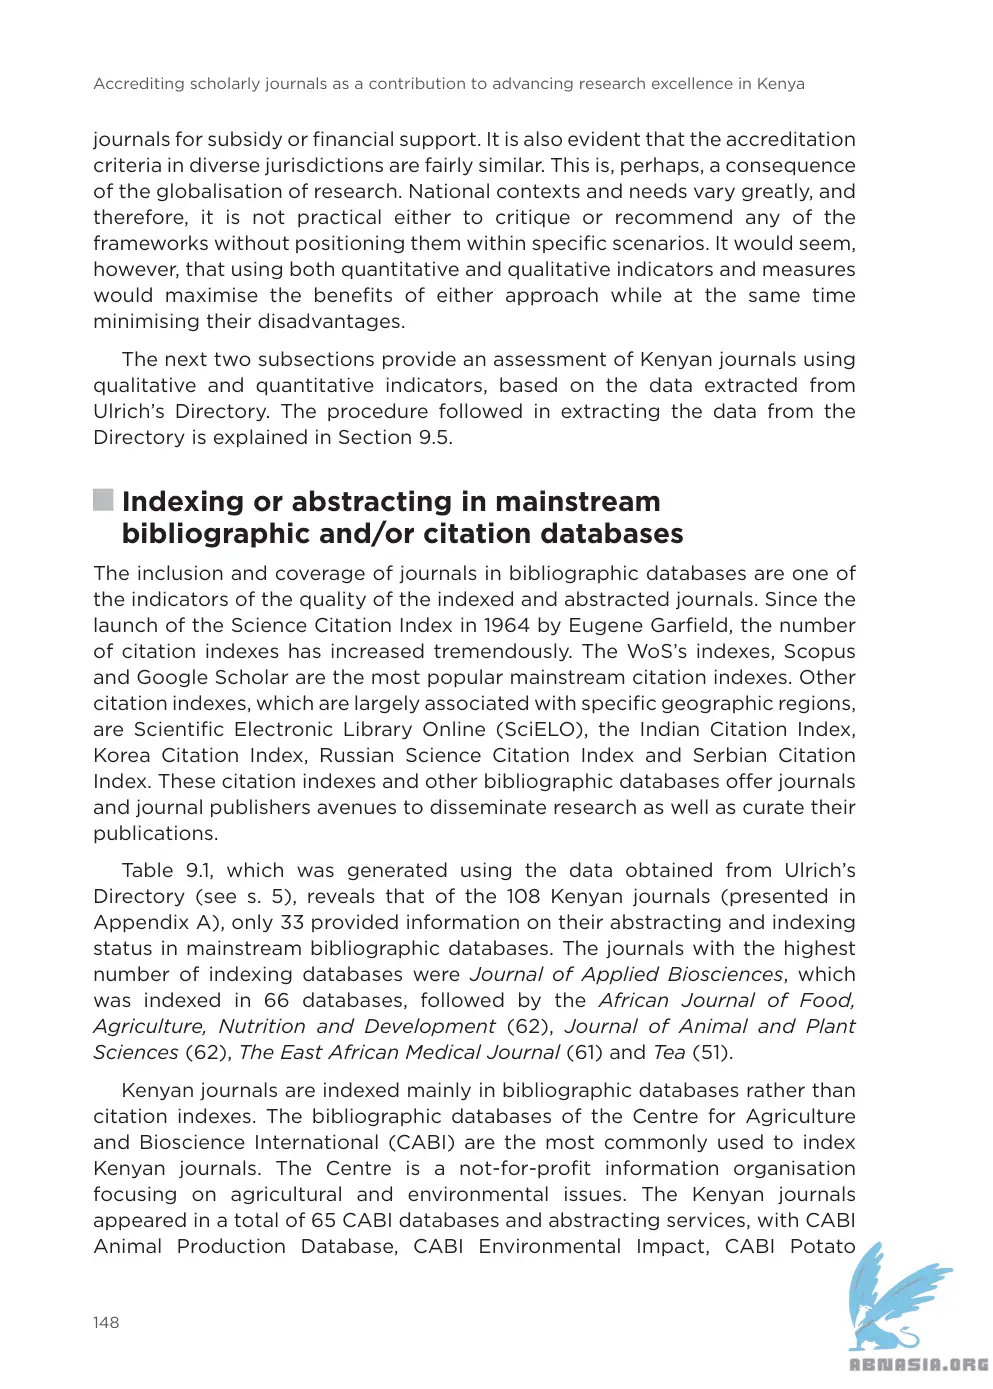 Accrediting scholarly journals as a contribution to advancing research excellence in Kenya
journals for subsidy or financial support. It is also evident that the accreditation
criteria in diverse jurisdictions are fairly similar. This is, perhaps, a consequence
of the globalisation of research. National contexts and needs vary greatly, and
therefore, it is not practical either to critique or recommend any of the
frameworks without positioning them within specific scenarios. It would seem,
however, that using both quantitative and qualitative indicators and measures
would maximise the benefits of either approach while at the same time
minimising their disadvantages.
The next two subsections provide an assessment of Kenyan journals using
qualitative and quantitative indicators, based on the data extracted from
Ulrich’s Directory. The procedure followed in extracting the data from the
Directory is explained in Section 9.5.
Indexing or abstracting in mainstream
bibliographic and/or citation databases
The inclusion and coverage of journals in bibliographic databases are one of
the indicators of the quality of the indexed and abstracted journals. Since the
launch of the Science Citation Index in 1964 by Eugene Garfield, the number
of citation indexes has increased tremendously. The WoS’s indexes, Scopus
and Google Scholar are the most popular mainstream citation indexes. Other
citation indexes, which are largely associated with specific geographic regions,
are Scientific Electronic Library Online (SciELO), the Indian Citation Index,
Korea Citation Index, Russian Science Citation Index and Serbian Citation
Index. These citation indexes and other bibliographic databases offer journals
and journal publishers avenues to disseminate research as well as curate their
publications.
Table 9.1, which was generated using the data obtained from Ulrich’s
Directory (see s. 5), reveals that of the 108 Kenyan journals (presented in
Appendix A), only 33 provided information on their abstracting and indexing
status in mainstream bibliographic databases. The journals with the highest
number of indexing databases were Journal of Applied Biosciences, which
was indexed in 66 databases, followed by the African Journal of Food,
Agriculture, Nutrition and Development (62), Journal of Animal and Plant
Sciences (62), The East African Medical Journal (61) and Tea (51).
Kenyan journals are indexed mainly in bibliographic databases rather than
citation indexes. The bibliographic databases of the Centre for Agriculture
and Bioscience International (CABI) are the most commonly used to index
Kenyan journals. The Centre is a not-for-profit information organisation
focusing on agricultural and environmental issues. The Kenyan journals
appeared in a total of 65 CABI databases and abstracting services, with CABI
Animal Production Database, CABI Environmental Impact, CABI Potato
148
ABNASIA.ORG